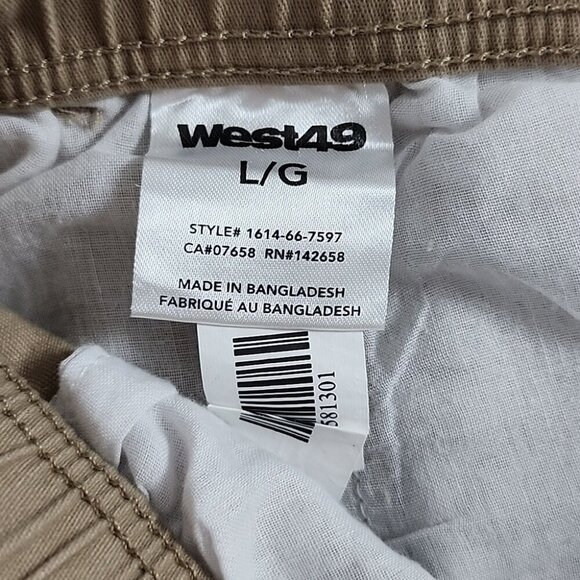 West49
L/G
STYLE# 1614-66-7597
CA#07658 RN#142658
MADE IN BANGLADESH
FABRIQUÉ AU BANGLADESH
581301